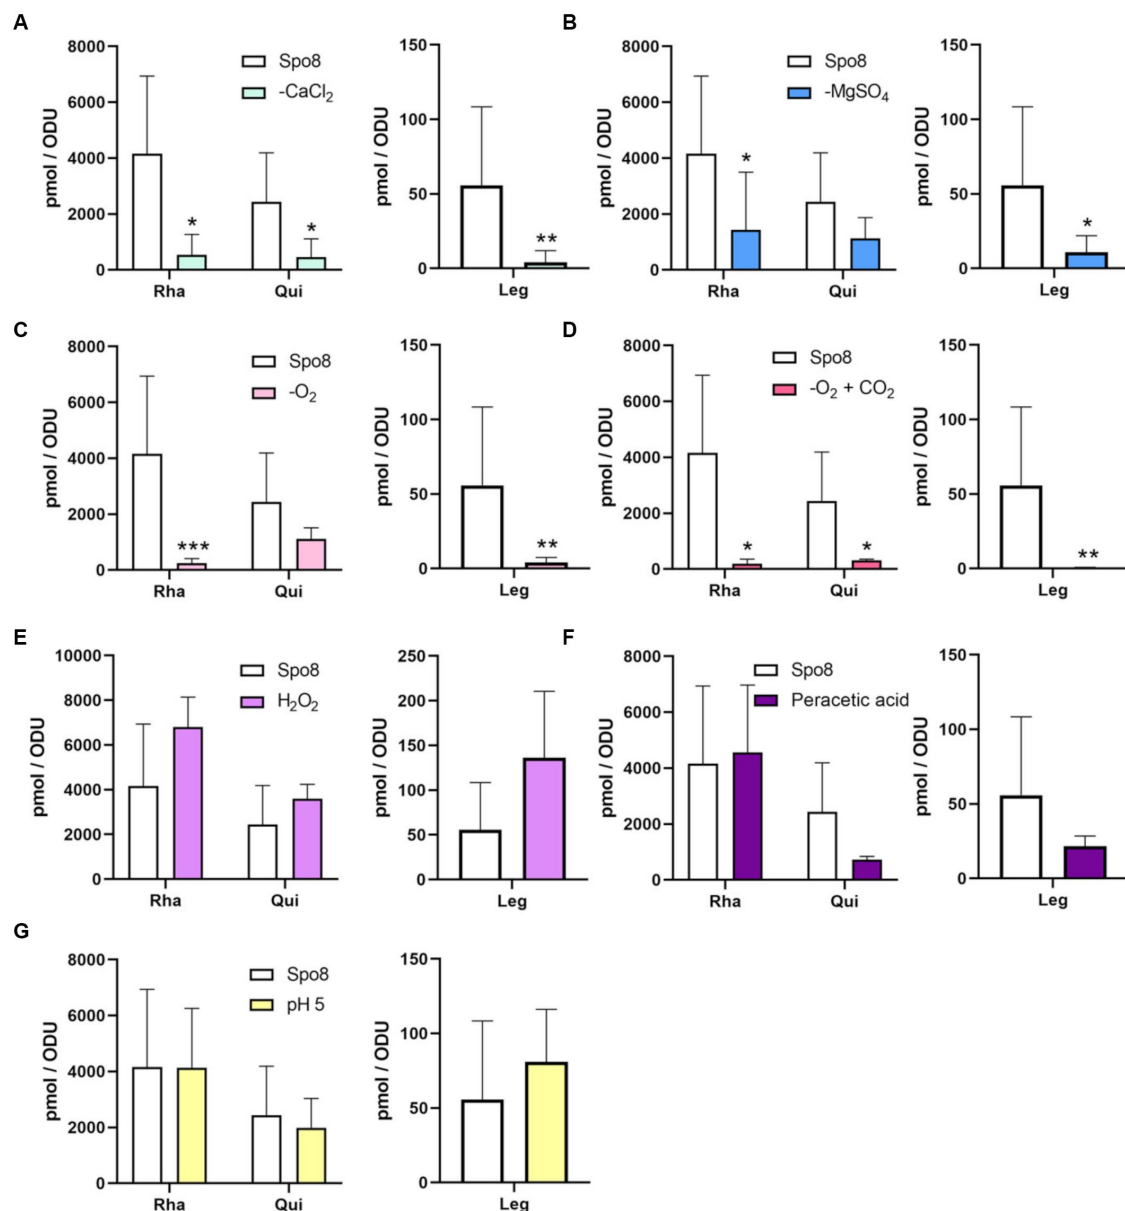 A
pmol / ODU
8000
6000
4000
2000
0
Rha
Qui
Spo8
-CaCl₂
*
*
pmol / ODU
150
100
50
0
Leg
**
B
pmol / ODU
8000
6000
4000
2000
0
Rha
Qui
Spo8
-MgSO₄
*
pmol / ODU
150
100
50
0
Leg
*
C
pmol / ODU
8000
6000
4000
2000
0
Rha
Qui
Spo8
-O₂
***
pmol / ODU
150
100
50
0
Leg
**
D
pmol / ODU
8000
6000
4000
2000
0
Rha
Qui
Spo8
-O₂ + CO₂
*
*
pmol / ODU
150
100
50
0
Leg
**
E
pmol / ODU
10000
8000
6000
4000
2000
0
Rha
Qui
Spo8
H₂O₂
pmol / ODU
250
200
150
100
50
0
Leg
F
pmol / ODU
8000
6000
4000
2000
0
Rha
Qui
Spo8
Peracetic acid
pmol / ODU
150
100
50
0
Leg
G
pmol / ODU
8000
6000
4000
2000
0
Rha
Qui
Spo8
pH 5
pmol / ODU
150
100
50
0
Leg